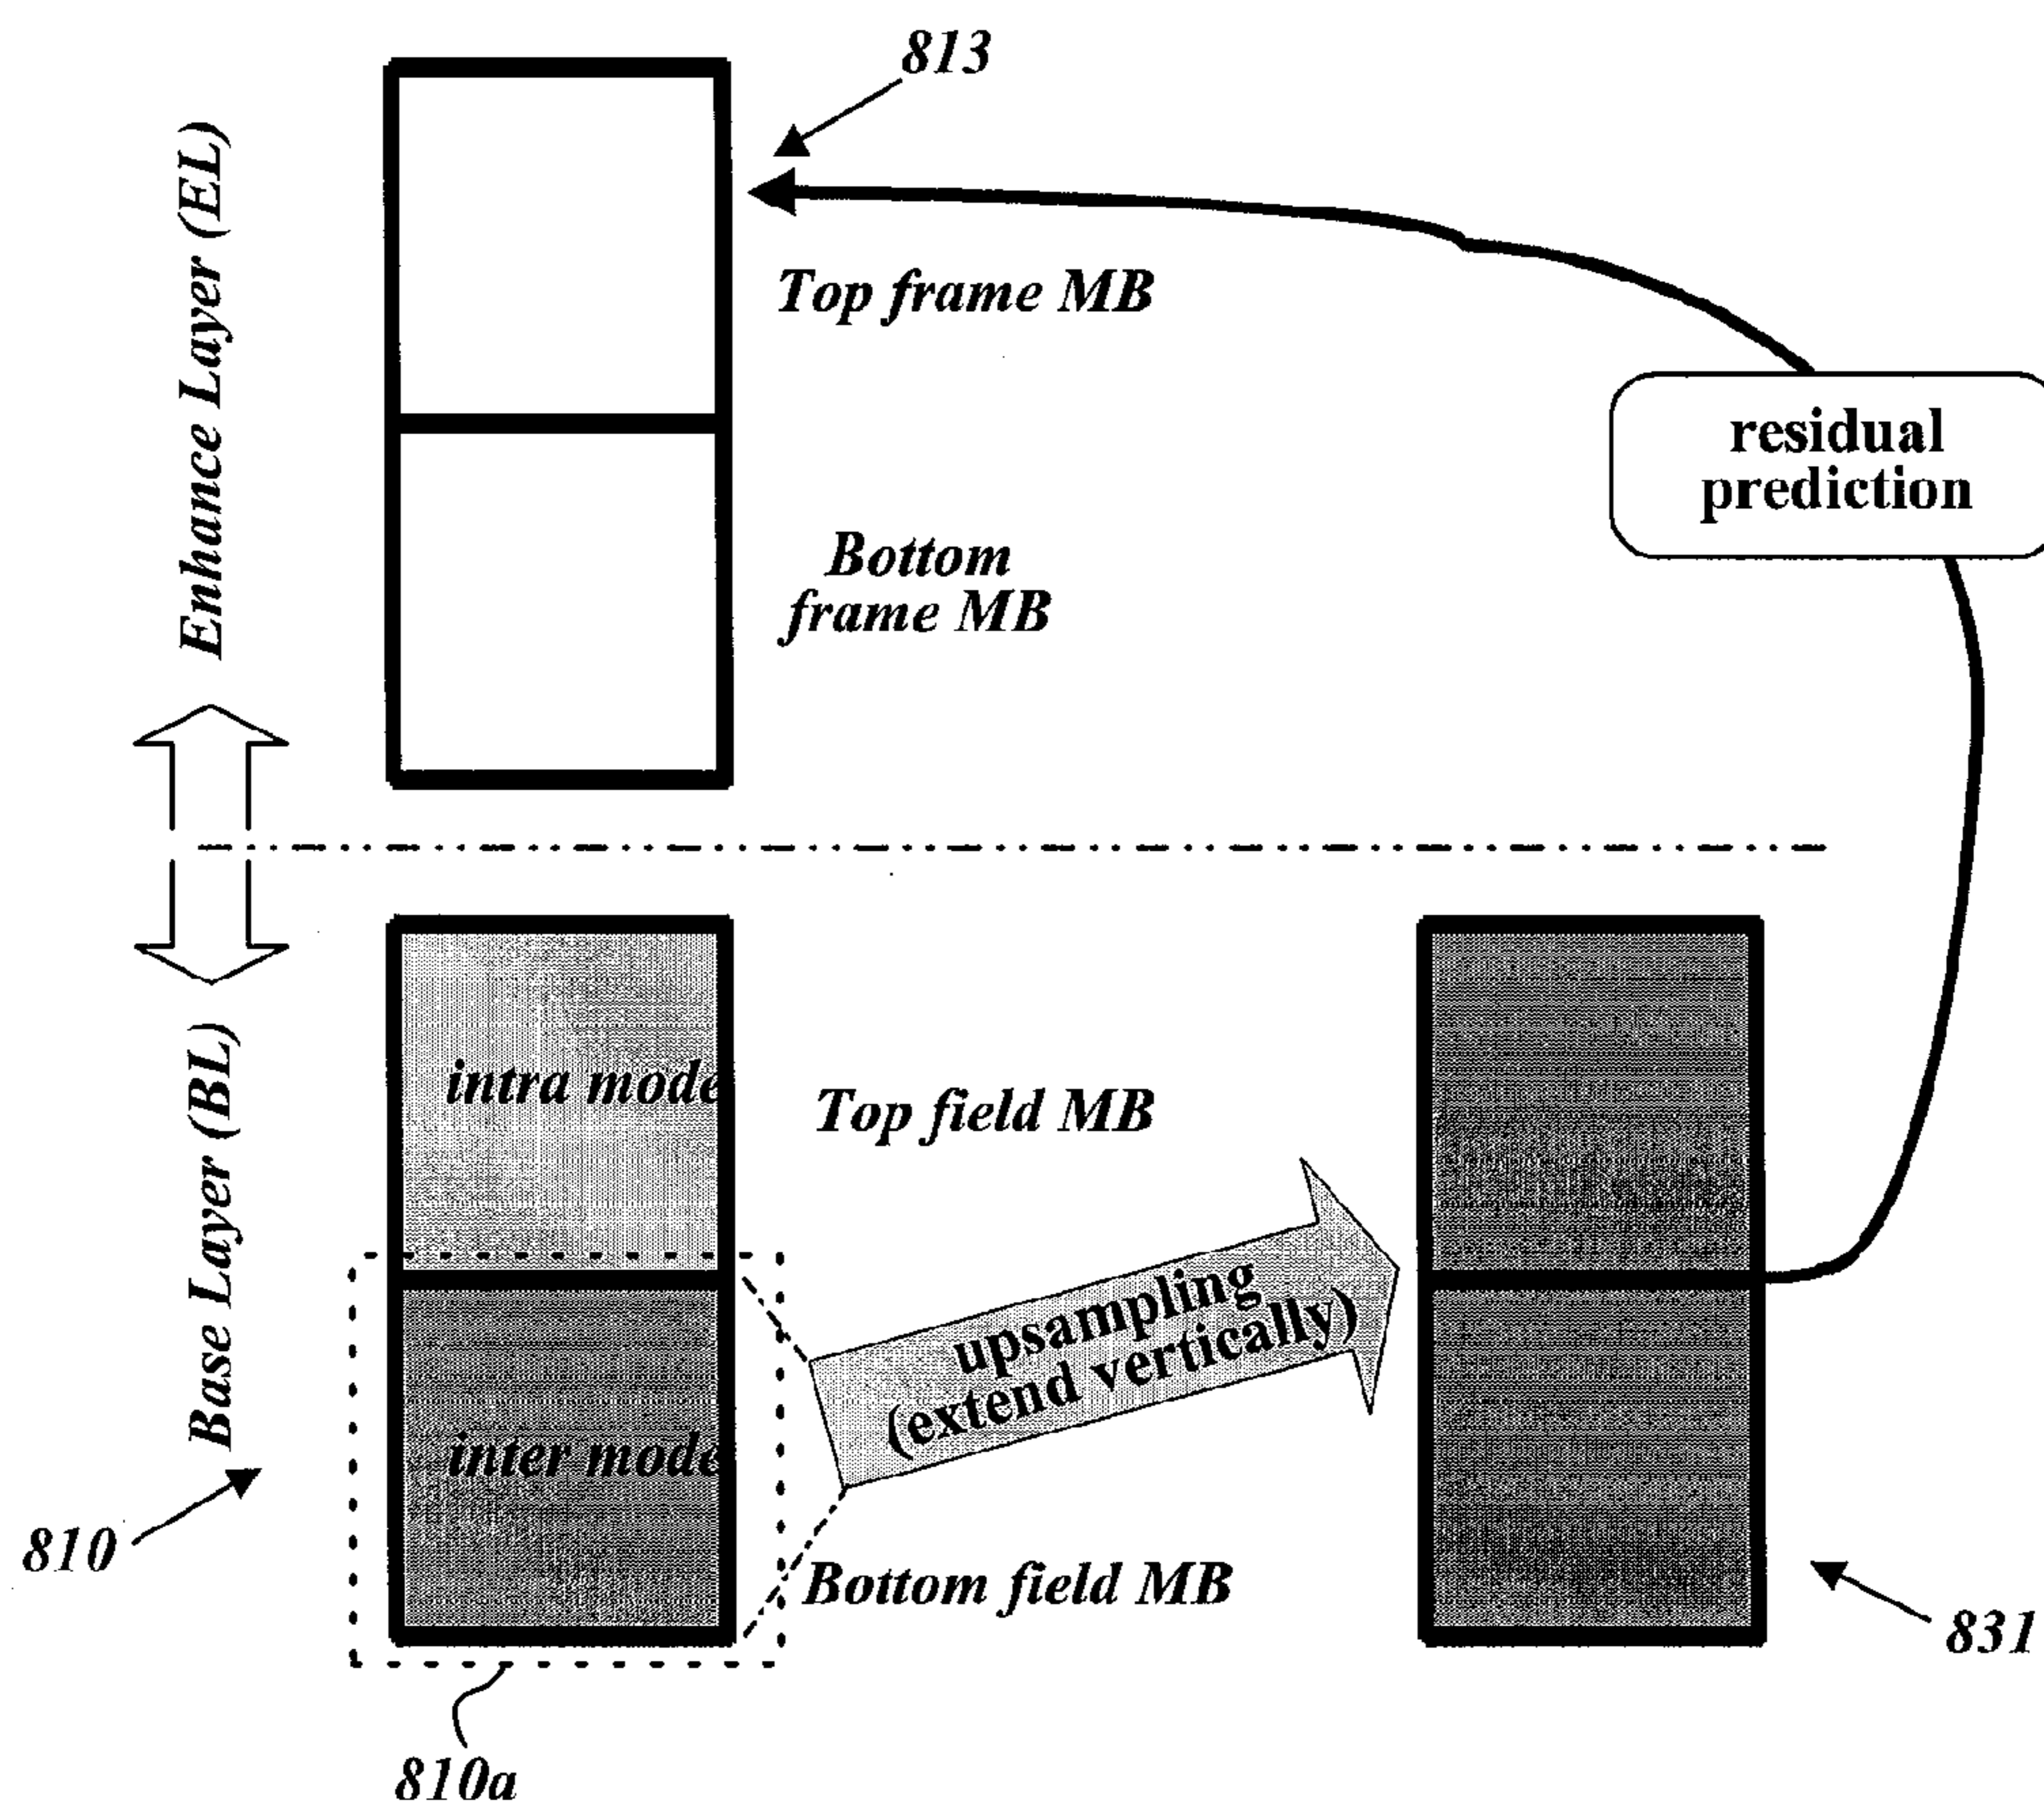 813
Enhance Layer (EL)
Top frame MB
residual
prediction
Bottom
frame MB
Base Layer (BL)
intra mode
Top field MB
upsampling
(extend vertically)
inter mode
810
Bottom field MB
831
810a